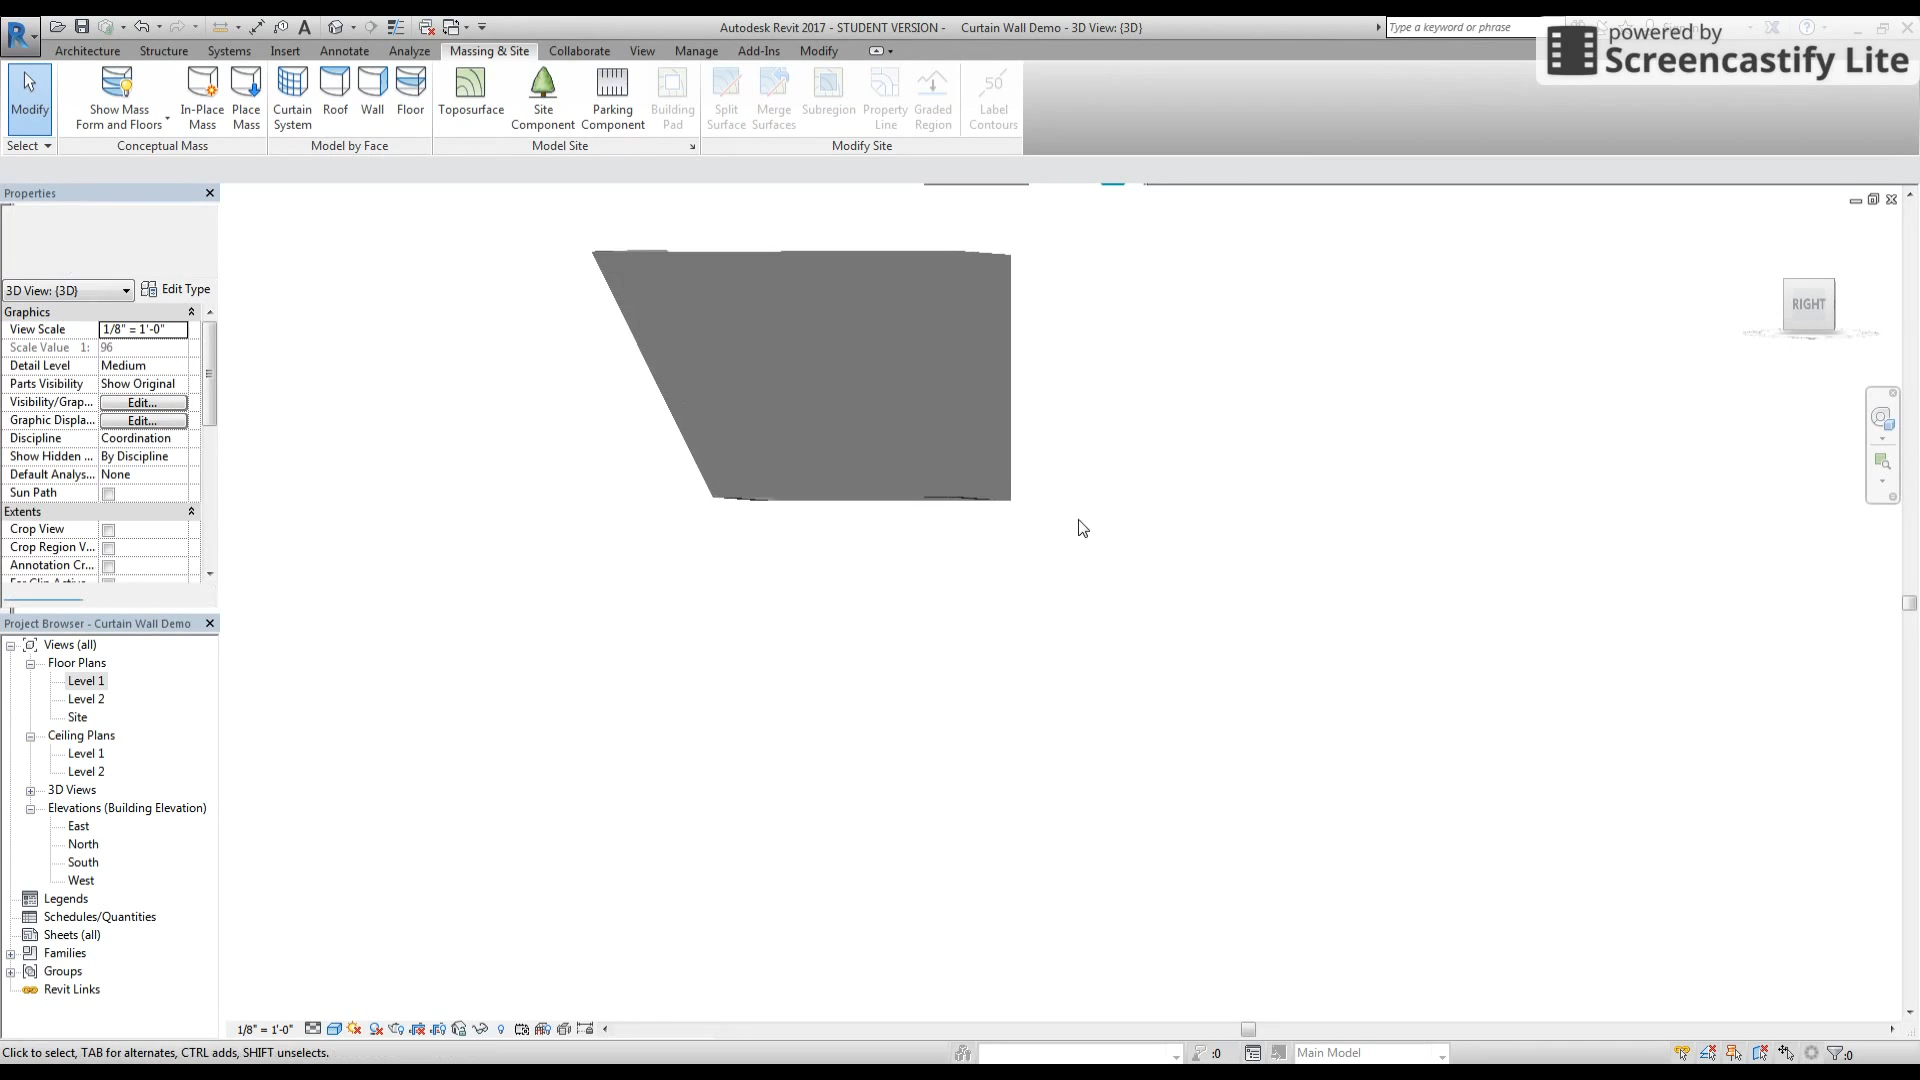 Autodesk Revit 2017 - STUDENT VERSION - Curtain Wall Demo - 3D View: {3D}
Type a keyword or phrase
powered by
Screencastify Lite
Architecture Structure Systems Insert Annotate Analyze Massing & Site Collaborate View Manage Add-Ins Modify
Modify
Show Mass
Form and Floors
In-Place
Mass
Place
Mass
Curtain
System
Roof
Wall
Floor
Toposurface
Site
Component
Parking
Component
Building
Pad
Split
Surface
Merge
Surfaces
Subregion
Property
Line
Graded
Region
Label
Contours
Select
Conceptual Mass
Model by Face
Model Site
Modify Site
Properties
3D View: {3D}
Edit Type
Graphics
View Scale 1/8" = 1'-0"
Scale Value 1: 96
Detail Level Medium
Parts Visibility Show Original
Visibility/Grap... Edit...
Graphic Displa... Edit...
Discipline Coordination
Show Hidden ... By Discipline
Default Analys... None
Sun Path
Extents
Crop View
Crop Region V...
Annotation Cr...
RIGHT
Project Browser - Curtain Wall Demo
Views (all)
Floor Plans
Level 1
Level 2
Site
Ceiling Plans
Level 1
Level 2
3D Views
Elevations (Building Elevation)
East
North
South
West
Legends
Schedules/Quantities
Sheets (all)
Families
Groups
Revit Links
1/8" = 1'-0"
Click to select, TAB for alternates, CTRL adds, SHIFT unselects.
:0
Main Model
:0